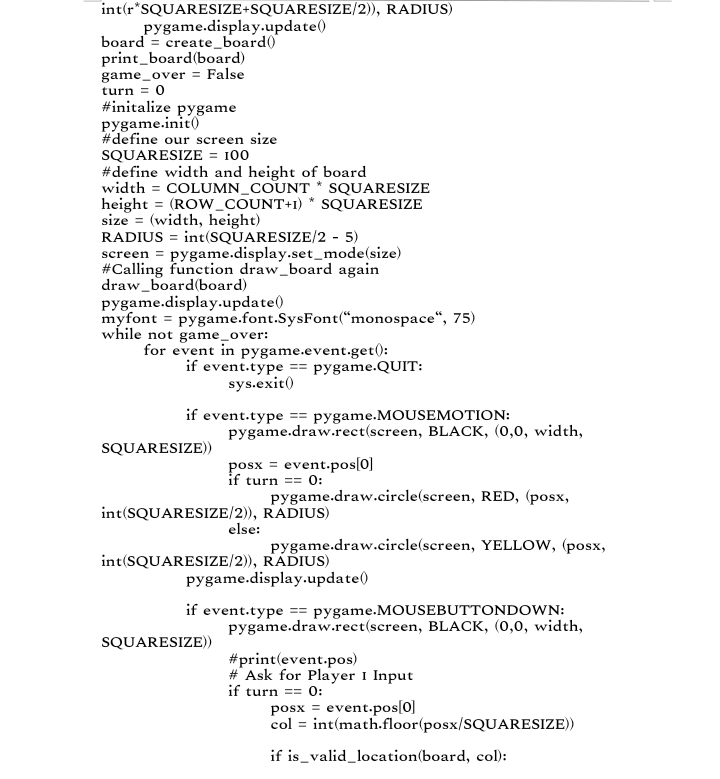 int(r*SQUARESIZE+SQUARESIZE/2)), RADIUS)
pygame.display.update()
board = create_board()
print_board(board)
game_over = False
turn = 0
#initalize pygame
pygame.init()
#define our screen size
SQUARESIZE = 100
#define width and height of board
width = COLUMN_COUNT * SQUARESIZE
height = (ROW_COUNT+1) * SQUARESIZE
size = (width, height)
RADIUS = int(SQUARESIZE/2 - 5)
screen = pygame.display.set_mode(size)
#Calling function draw_board again
draw_board(board)
pygame.display.update()
myfont = pygame.font.SysFont(“monospace“, 75)
while not game_over:
for event in pygame.event.get():
if event.type == pygame.QUIT:
sys.exit()
if event.type == pygame.MOUSEMOTION:
pygame.draw.rect(screen, BLACK, (0,0, width,
SQUARESIZE))
posx = event.pos[0]
if turn == 0:
pygame.draw.circle(screen, RED, (posx,
int(SQUARESIZE/2)), RADIUS)
else:
pygame.draw.circle(screen, YELLOW, (posx,
int(SQUARESIZE/2)), RADIUS)
pygame.display.update()
if event.type == pygame.MOUSEBUTTONDOWN:
pygame.draw.rect(screen, BLACK, (0,0, width,
SQUARESIZE))
#print(event.pos)
# Ask for Player 1 Input
if turn == 0:
posx = event.pos[0]
col = int(math.floor(posx/SQUARESIZE))
if is_valid_location(board, col):